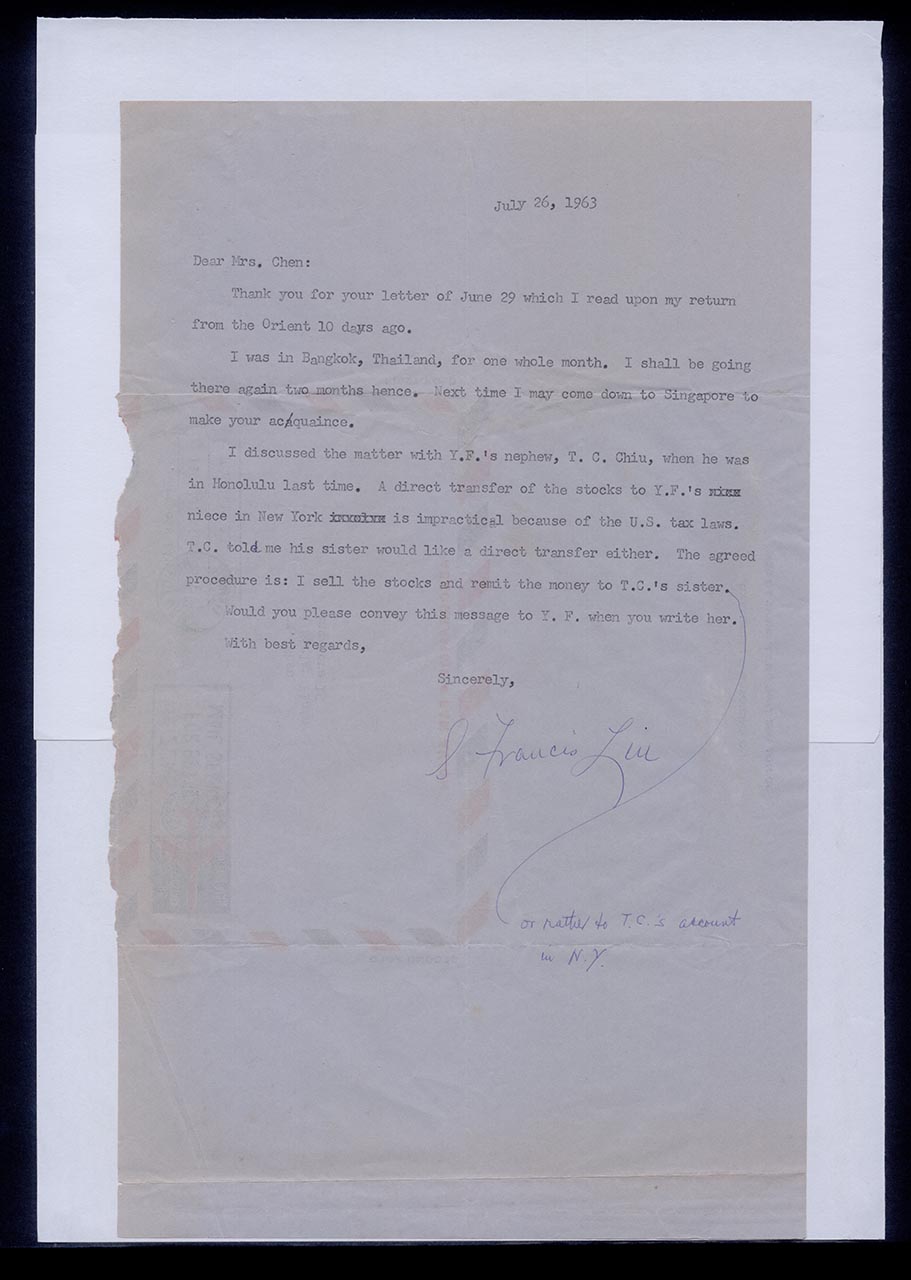 July 26, 1963
Dear Mrs. Chen:
Thank you for your letter of June 29 which I read upon my return
from the Orient 10 days ago.
I was in Bangkok, Thailand, for one whole month. I shall be going
there again two months hence. Next time I may come down to Singapore to
make your ac/quaince.
I discussed the matter with Y.F.'s nephew, T. C. Chiu, when he was
in Honolulu last time. A direct transfer of the stocks to Y.F.'s
niece in New York is impractical because of the U.S. tax laws.
T.C. told me his sister would like a direct transfer either. The agreed
procedure is: I sell the stocks and remit the money to T.C.'s sister.
Would you please convey this message to Y. F. when you write her.
With best regards,
Sincerely,
S Francis Liu
or rather to T.C.'s account
in N.Y.